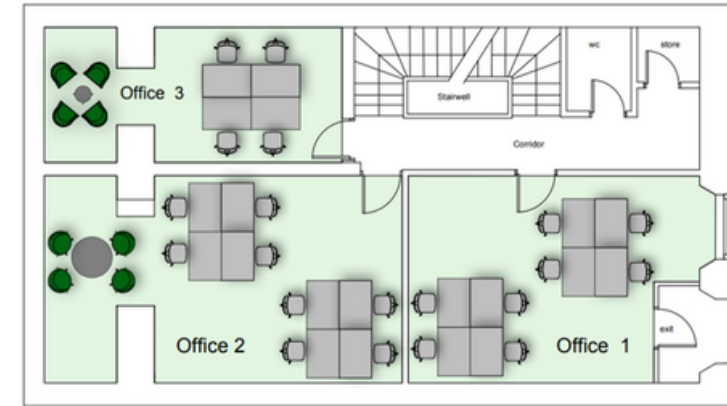 wc
store
Office 3
Stairwell
Corridor
exit
Office 2
Office 1